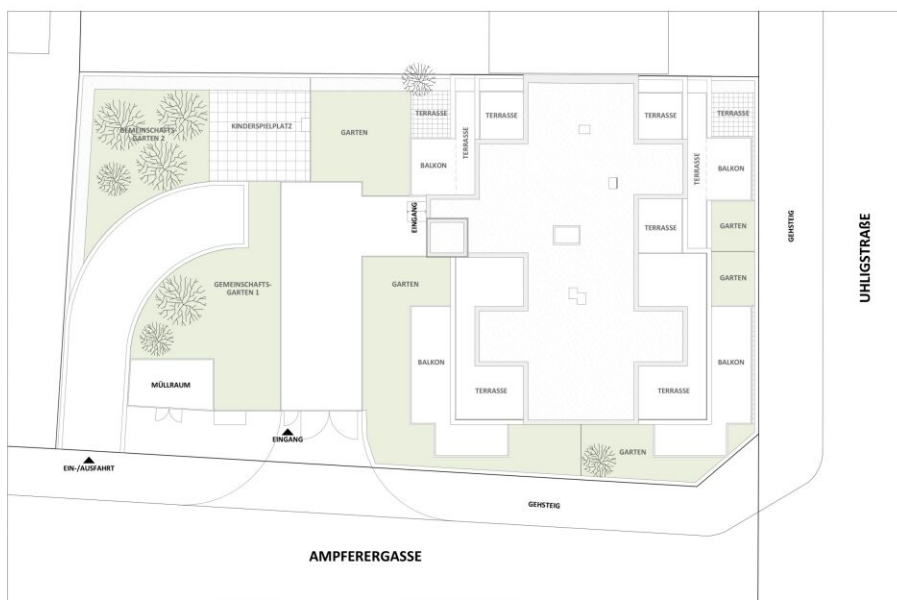 TERRASSE
TERRASSE
TERRASSE
TERRASSE
GEMEINSCHAFTS-
GARTEN 2
KINDERSPIELPLATZ
GARTEN
TERRASSE
TERRASSE
BALKON
BALKON
EINGANG
GARTEN
TERRASSE
GEHSTEIG
UHLIGSTRAßE
GEMEINSCHAFTS-
GARTEN 1
GARTEN
GARTEN
BALKON
BALKON
MÜLLRAUM
TERRASSE
TERRASSE
EINGANG
GARTEN
EIN-/AUSFAHRT
GEHSTEIG
AMPFERERGASSE